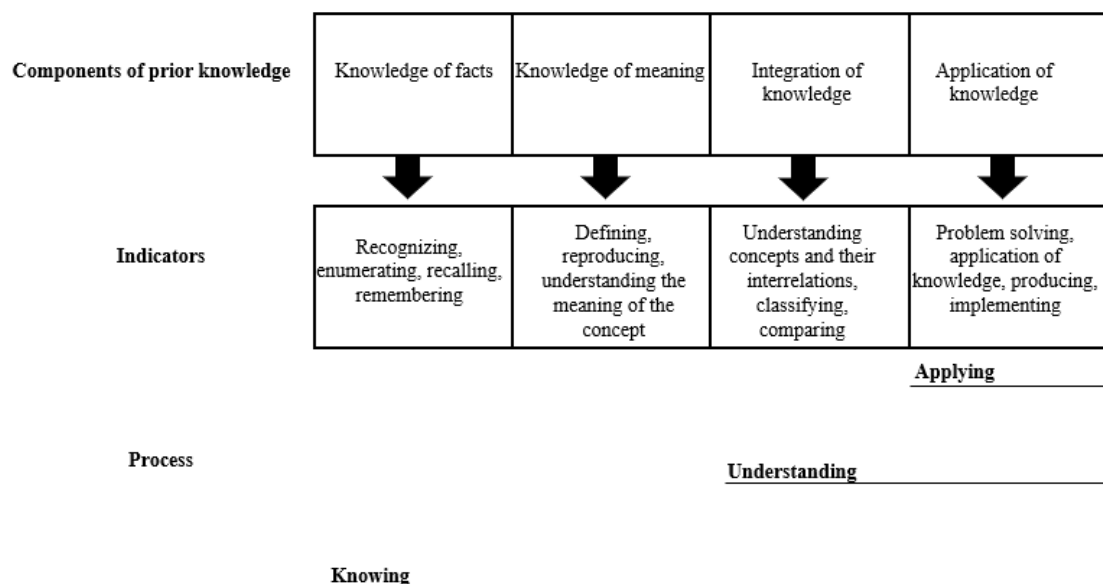 Components of prior knowledge
Knowledge of facts
Knowledge of meaning
Integration of
knowledge
Application of
knowledge
Indicators
Recognizing,
enumerating, recalling,
remembering
Defining,
reproducing,
understanding the
meaning of the
concept
Understanding
concepts and their
interrelations,
classifying,
comparing
Problem solving,
application of
knowledge, producing,
implementing
Applying
Process
Understanding
Knowing